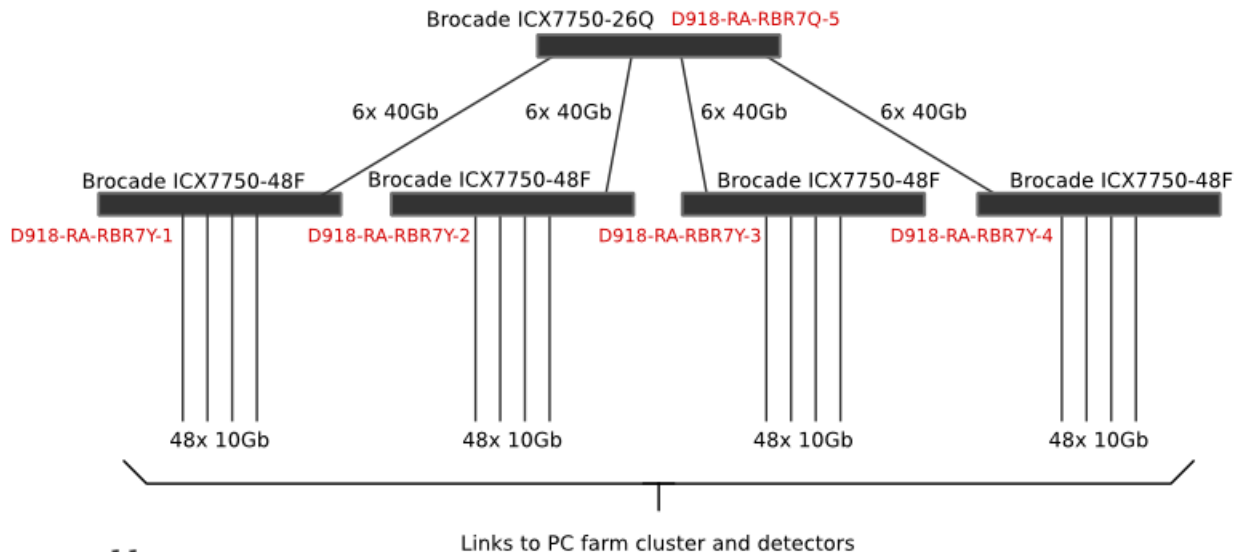 Brocade ICX7750-26Q D918-RA-RBR7Q-5
6x 40Gb 6x 40Gb 6x 40Gb 6x 40Gb
Brocade ICX7750-48F Brocade ICX7750-48F Brocade ICX7750-48F Brocade ICX7750-48F
D918-RA-RBR7Y-1 D918-RA-RBR7Y-2 D918-RA-RBR7Y-3 D918-RA-RBR7Y-4
48x 10Gb 48x 10Gb 48x 10Gb 48x 10Gb
Links to PC farm cluster and detectors